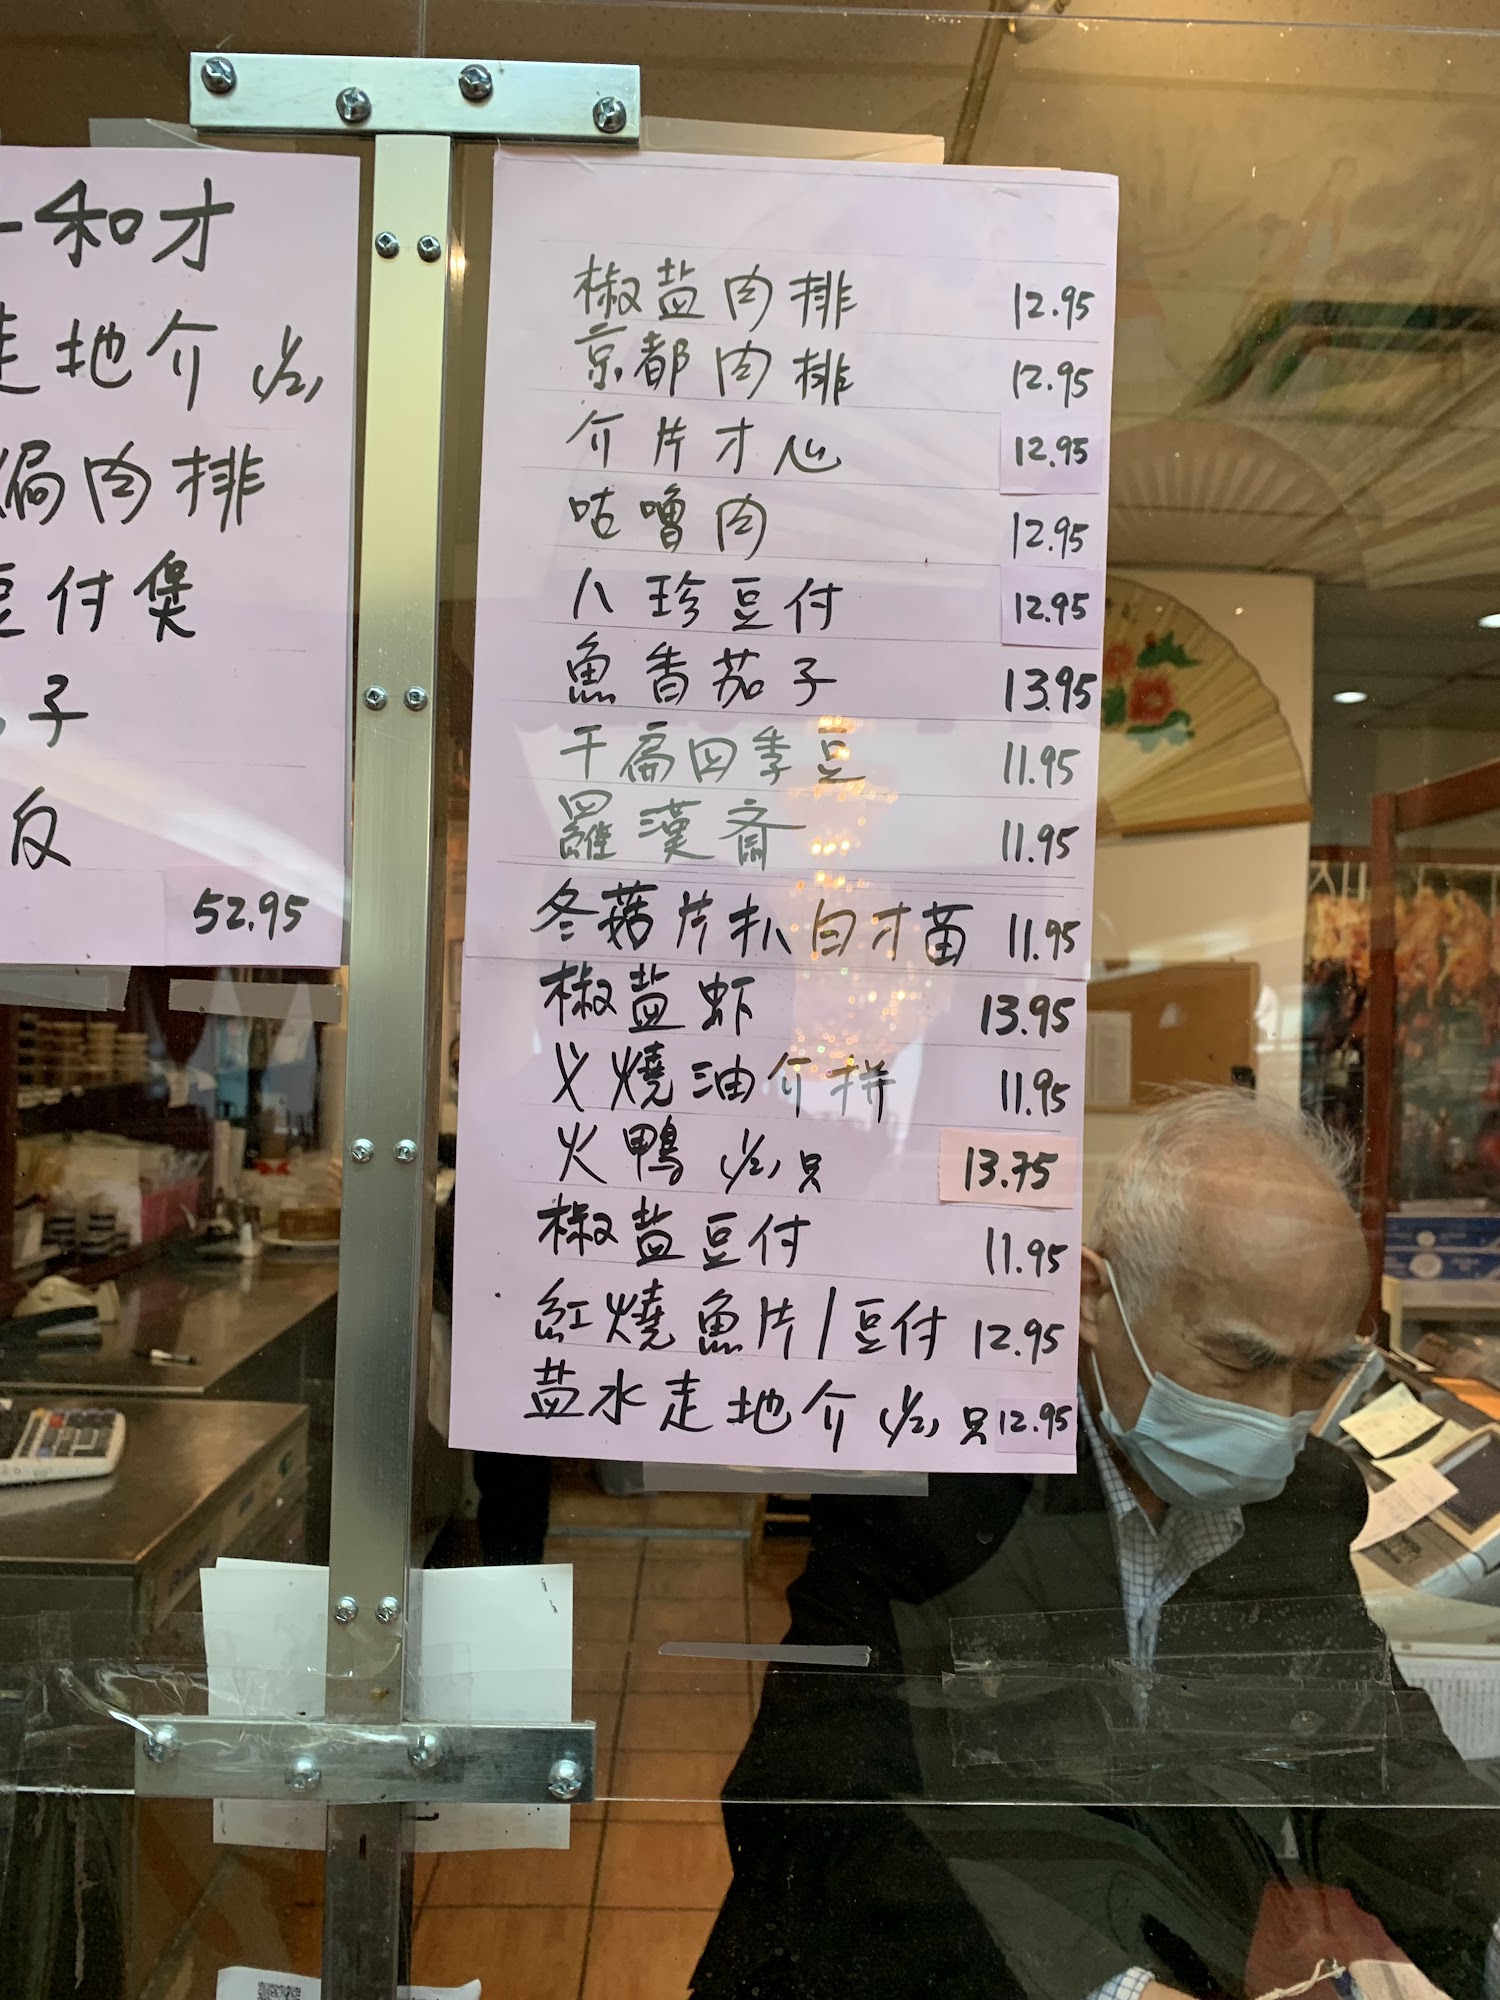 和才
走地介 ½
焗肉排
豆付煲
子
反
52.95
椒盐肉排 12.95
京都肉排 12.95
介片才心 12.95
咕嚕肉 12.95
八珍豆付 12.95
魚香茄子 13.95
干扁四季豆 11.95
羅漢齋 11.95
冬菇片扒白才苗 11.95
椒盐虾 13.95
乂燒油介拼 11.95
火鴨 ½只 13.75
椒盐豆付 11.95
紅燒魚片/豆付 12.95
盐水走地介 ½只 12.95